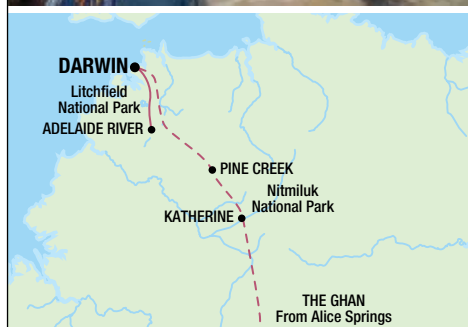 DARWIN
Litchfield
National Park
ADELAIDE RIVER
PINE CREEK
Nitmiluk
National Park
KATHERINE
THE GHAN
From Alice Springs